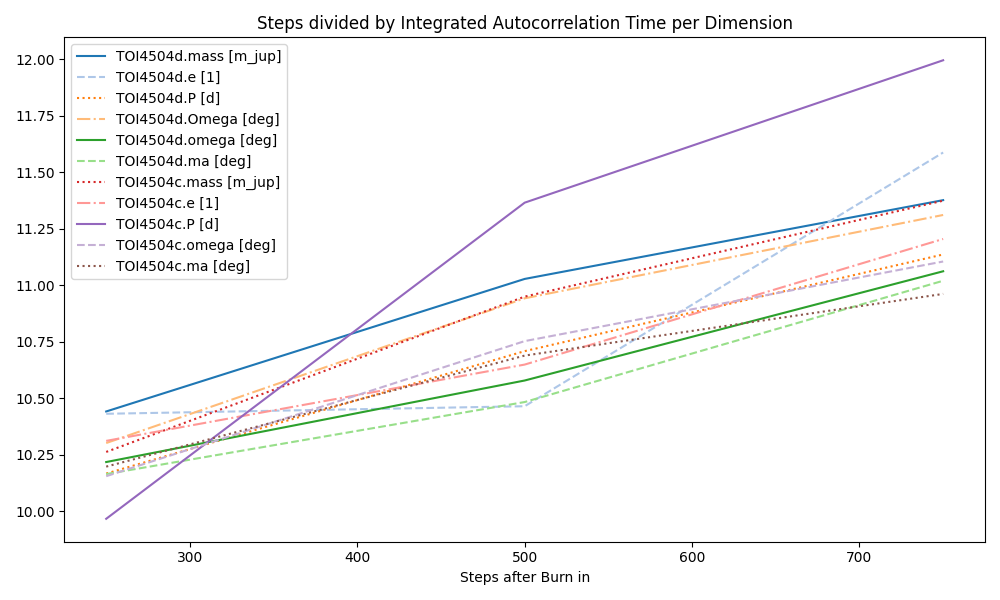 Steps divided by Integrated Autocorrelation Time per Dimension
12.00
11.75
11.50
11.25
11.00
10.75
10.50
10.25
10.00
TOI4504d.mass [m_jup]
TOI4504d.e [1]
TOI4504d.P [d]
TOI4504d.Omega [deg]
TOI4504d.omega [deg]
TOI4504d.ma [deg]
TOI4504c.mass [m_jup]
TOI4504c.e [1]
TOI4504c.P [d]
TOI4504c.omega [deg]
TOI4504c.ma [deg]
300 400 500 600 700
Steps after Burn in